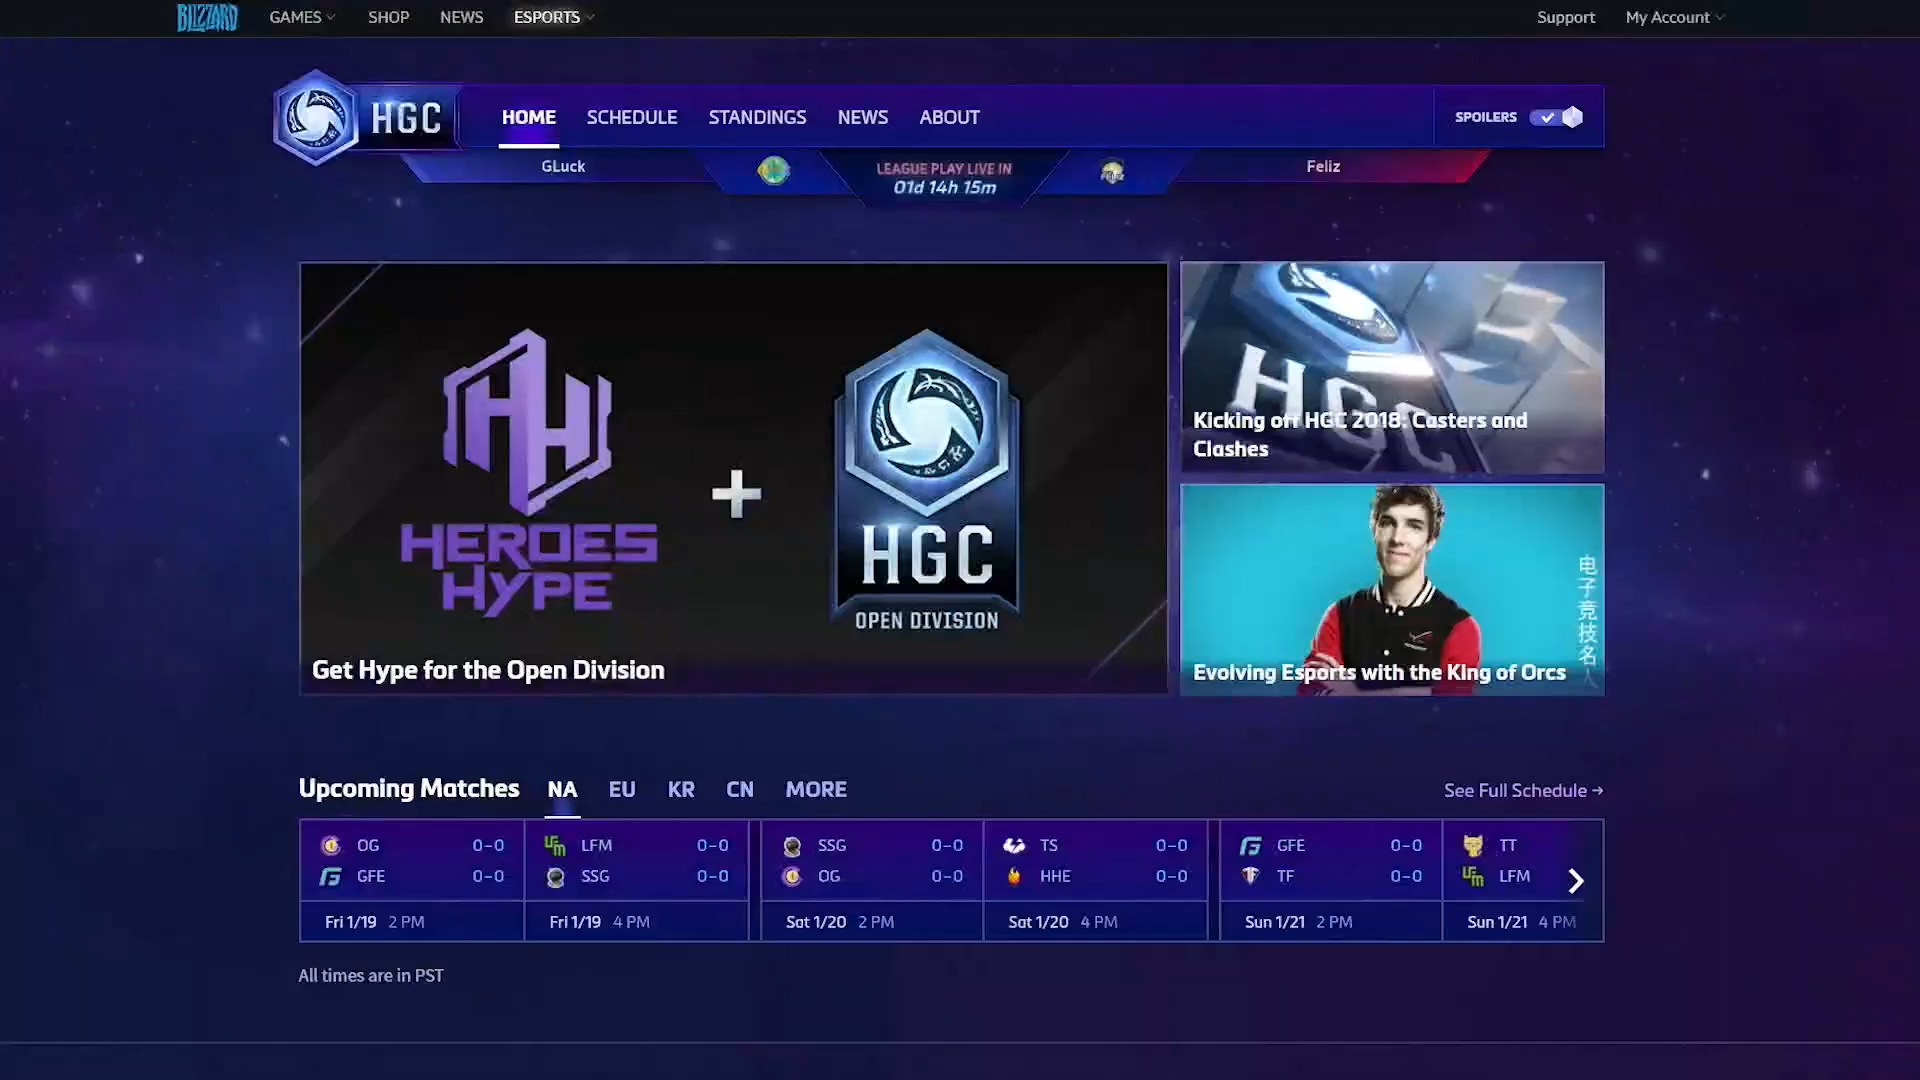 BLIZZARD
GAMES
SHOP
NEWS
ESPORTS
Support
My Account
HGC
HOME
SCHEDULE
STANDINGS
NEWS
ABOUT
SPOILERS
GLuck
LEAGUE PLAY LIVE IN
01d 14h 15m
Feliz
HEROES
HYPE
+
HGC
OPEN DIVISION
Get Hype for the Open Division
HGC
Kicking off HGC 2018: Casters and
Clashes
电子竞技名人
Evolving Esports with the King of Orcs
Upcoming Matches
NA
EU
KR
CN
MORE
See Full Schedule →
OG 0-0
GFE 0-0
Fri 1/19 2 PM
LFM 0-0
SSG 0-0
Fri 1/19 4 PM
SSG 0-0
OG 0-0
Sat 1/20 2 PM
TS 0-0
HHE 0-0
Sat 1/20 4 PM
GFE 0-0
TF 0-0
Sun 1/21 2 PM
TT
LFM
Sun 1/21 4 PM
All times are in PST